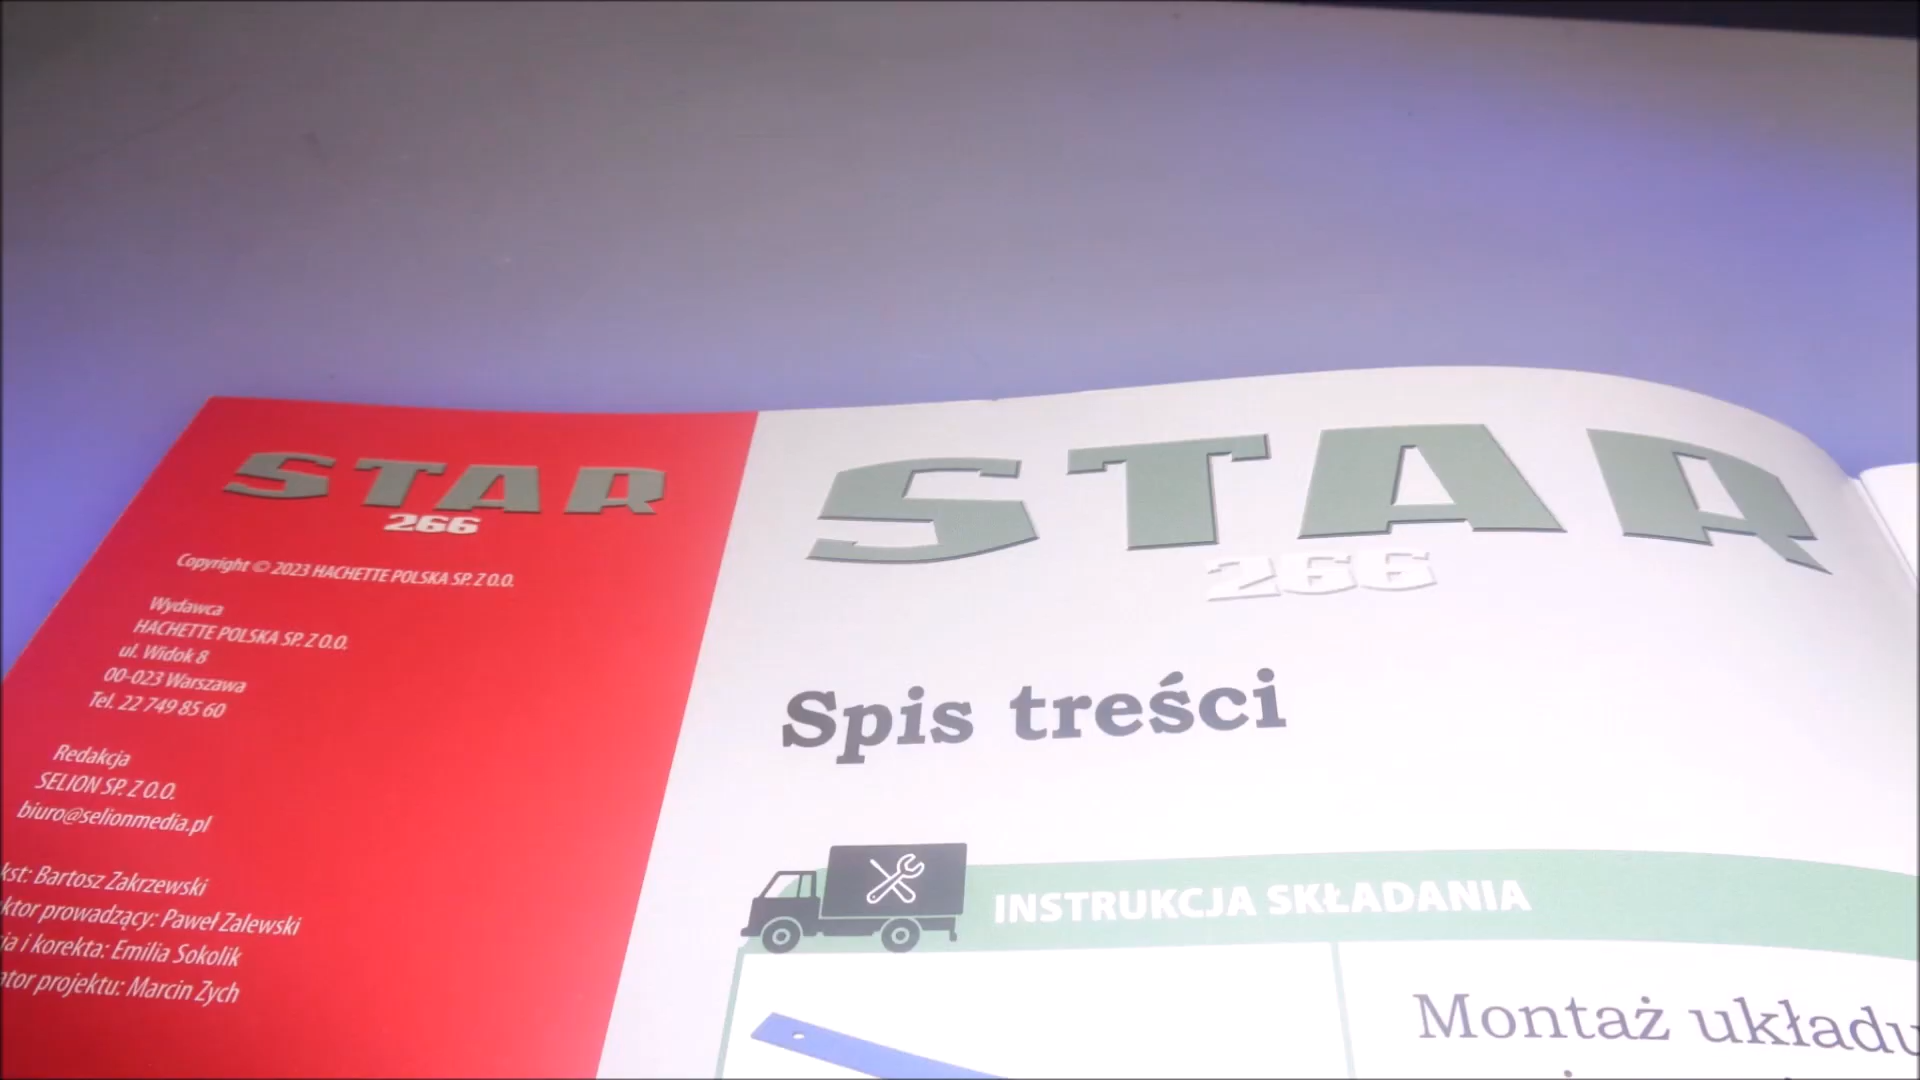 STAR
266
Copyright © 2023 HACHETTE POLSKA SP. Z O.O.
Wydawca
HACHETTE POLSKA SP. Z O.O.
ul. Widok 8
00-023 Warszawa
Tel. 22 749 85 60
Redakcja
SELION SP. Z O.O.
biuro@selionmedia.pl
kst: Bartosz Zakrzewski
ktor prowadzący: Paweł Zalewski
ja i korekta: Emilia Sokolik
ator projektu: Marcin Zych
STAR
266
Spis treści
INSTRUKCJA SKŁADANIA
Montaż układu